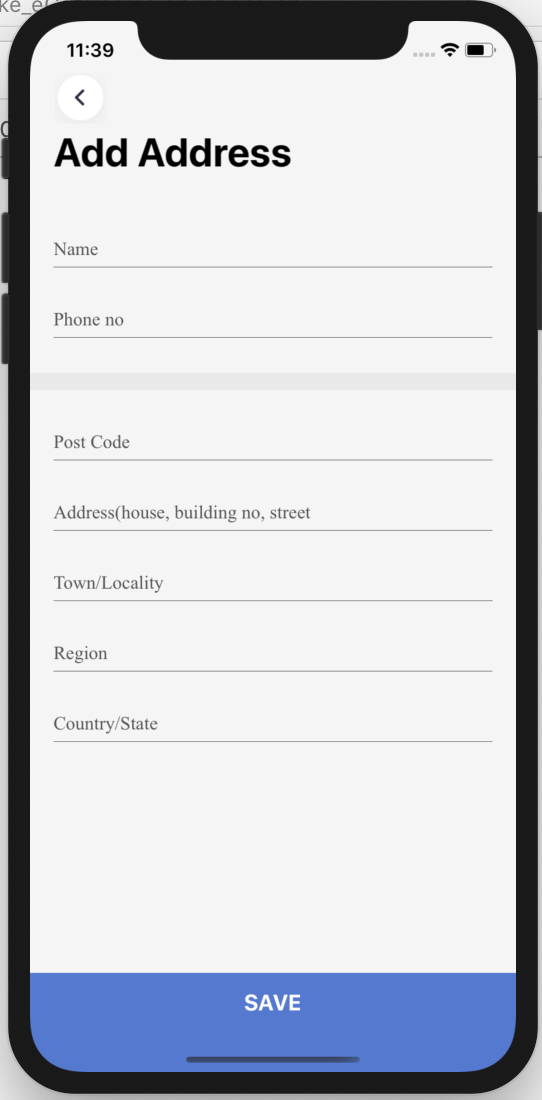 11:39
Add Address
Name
Phone no
Post Code
Address(house, building no, street
Town/Locality
Region
Country/State
SAVE